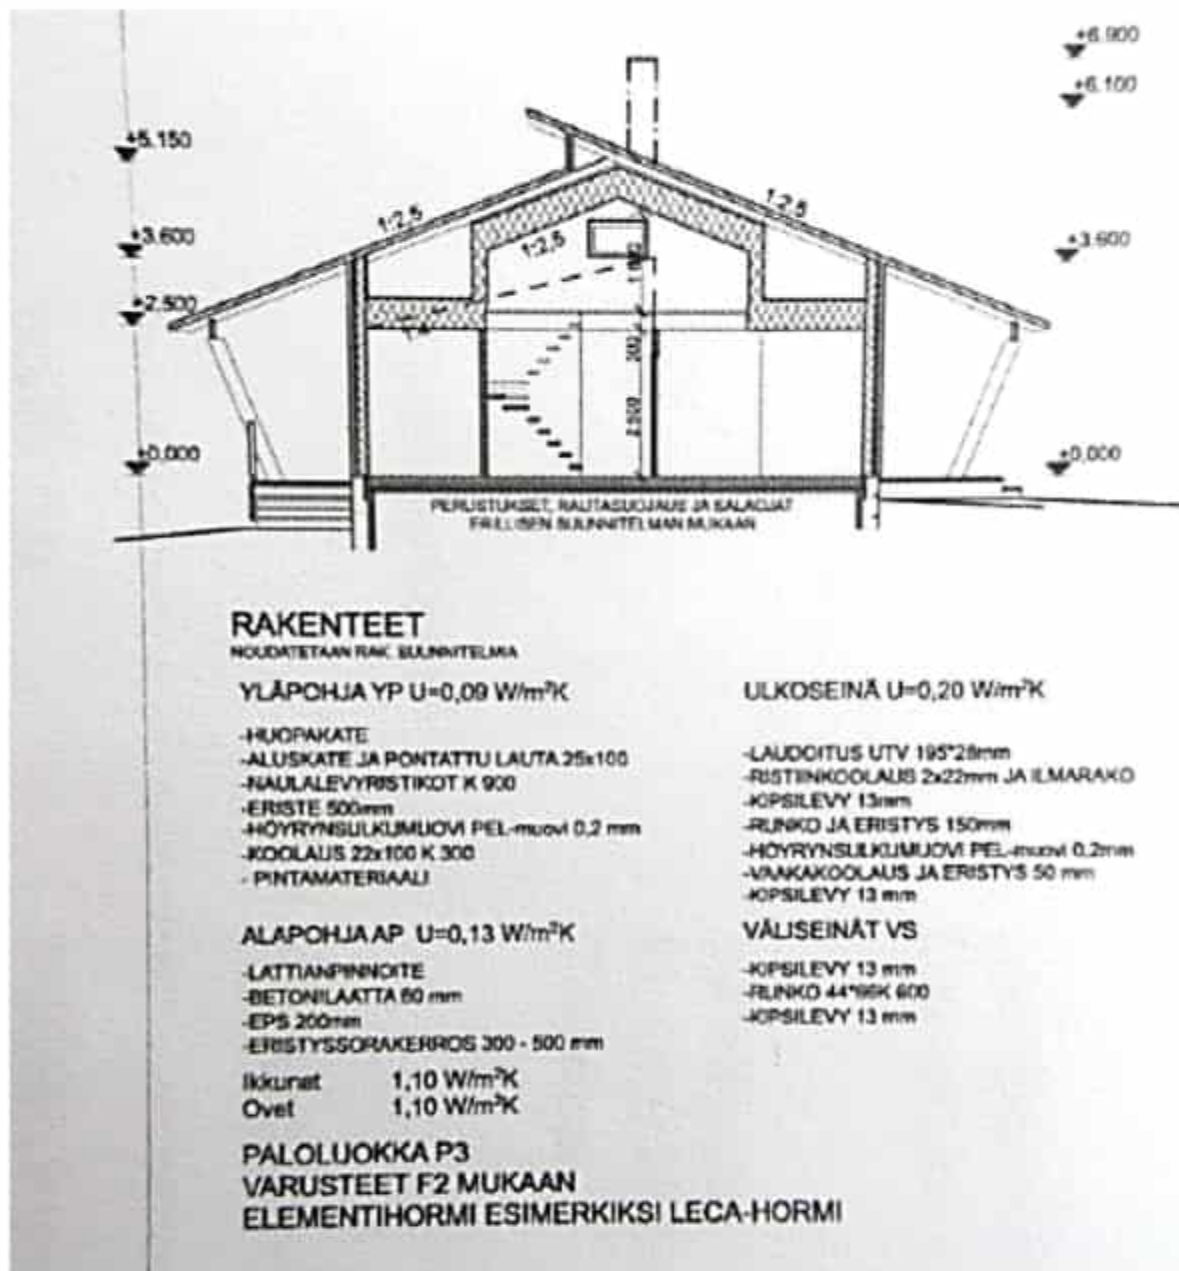 +6.900
+6.100
+5.150
1:2,5
1:2,5
+3.600
1:2,5
+3.600
+2.500
300
2.500
±0.000
±0,000
PERUSTUKSET, RAUTASUOJAUS JA SALAOJAT
ERILLISEN SUUNNITELMAN MUKAAN
RAKENTEET
NOUDATETAAN RAK. SUUNNITELMIA
YLÄPOHJA YP U=0,09 W/m²K
-HUOPAKATE
-ALUSKATE JA PONTATTU LAUTA 25x100
-NAULALEVYRISTIKOT K 900
-ERISTE 500mm
-HÖYRYNSULKUMUOVI PEL-muovi 0,2 mm
-KOOLAUS 22x100 K 300
- PINTAMATERIAALI
ALAPOHJA AP U=0,13 W/m²K
-LATTIANPINNOITE
-BETONILAATTA 80 mm
-EPS 200mm
-ERISTYSSORAKERROS 300 - 500 mm
Ikkunat 1,10 W/m²K
Ovet 1,10 W/m²K
PALOLUOKKA P3
VARUSTEET F2 MUKAAN
ELEMENTIHORMI ESIMERKIKSI LECA-HORMI
ULKOSEINÄ U=0,20 W/m²K
-LAUDOITUS UTV 195*28mm
-RISTIINKOOLAUS 2x22mm JA ILMARAKO
-KIPSILEVY 13mm
-RUNKO JA ERISTYS 150mm
-HÖYRYNSULKUMUOVI PEL-muovi 0.2mm
-VAAKAKOOLAUS JA ERISTYS 50 mm
-KIPSILEVY 13 mm
VÄLISEINÄT VS
-KIPSILEVY 13 mm
-RUNKO 44*66K 600
-KIPSILEVY 13 mm